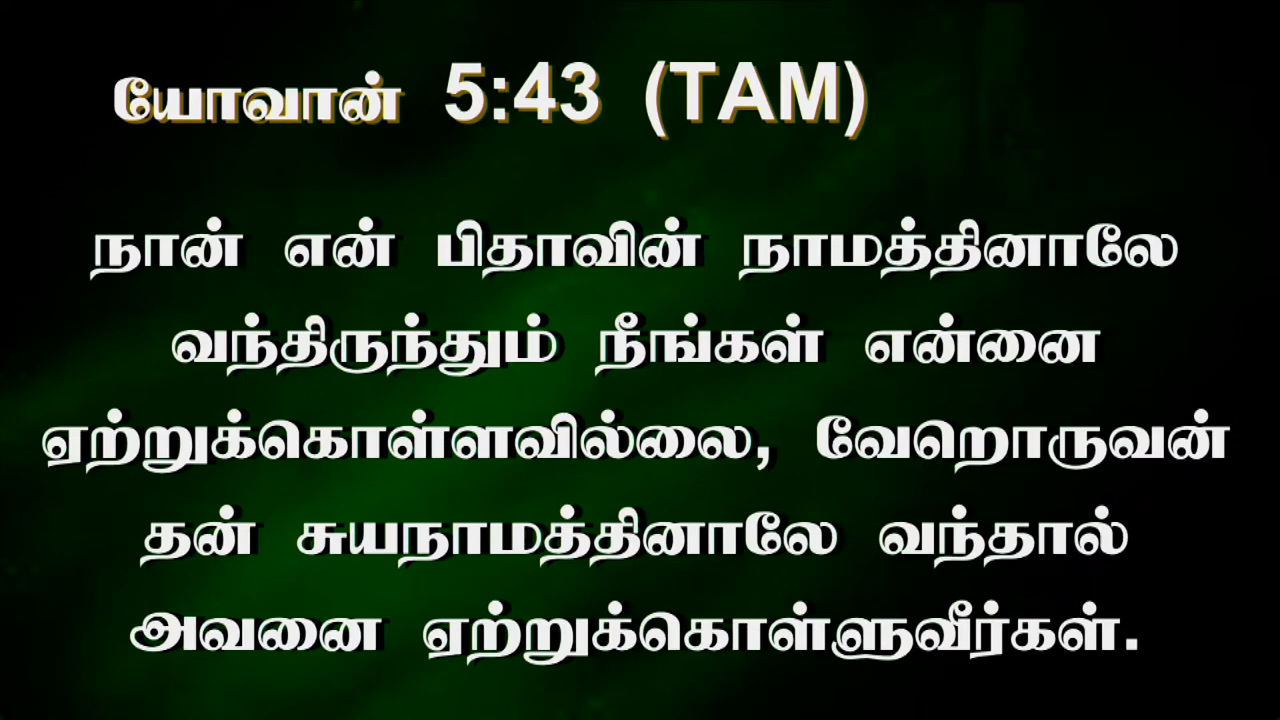 யோவான் 5:43 (TAM)
நான் என் பிதாவின் நாமத்தினாலே
வந்திருந்தும் நீங்கள் என்னை
ஏற்றுக்கொள்ளவில்லை, வேறொருவன்
தன் சுயநாமத்தினாலே வந்தால்
அவனை ஏற்றுக்கொள்ளுவீர்கள்.